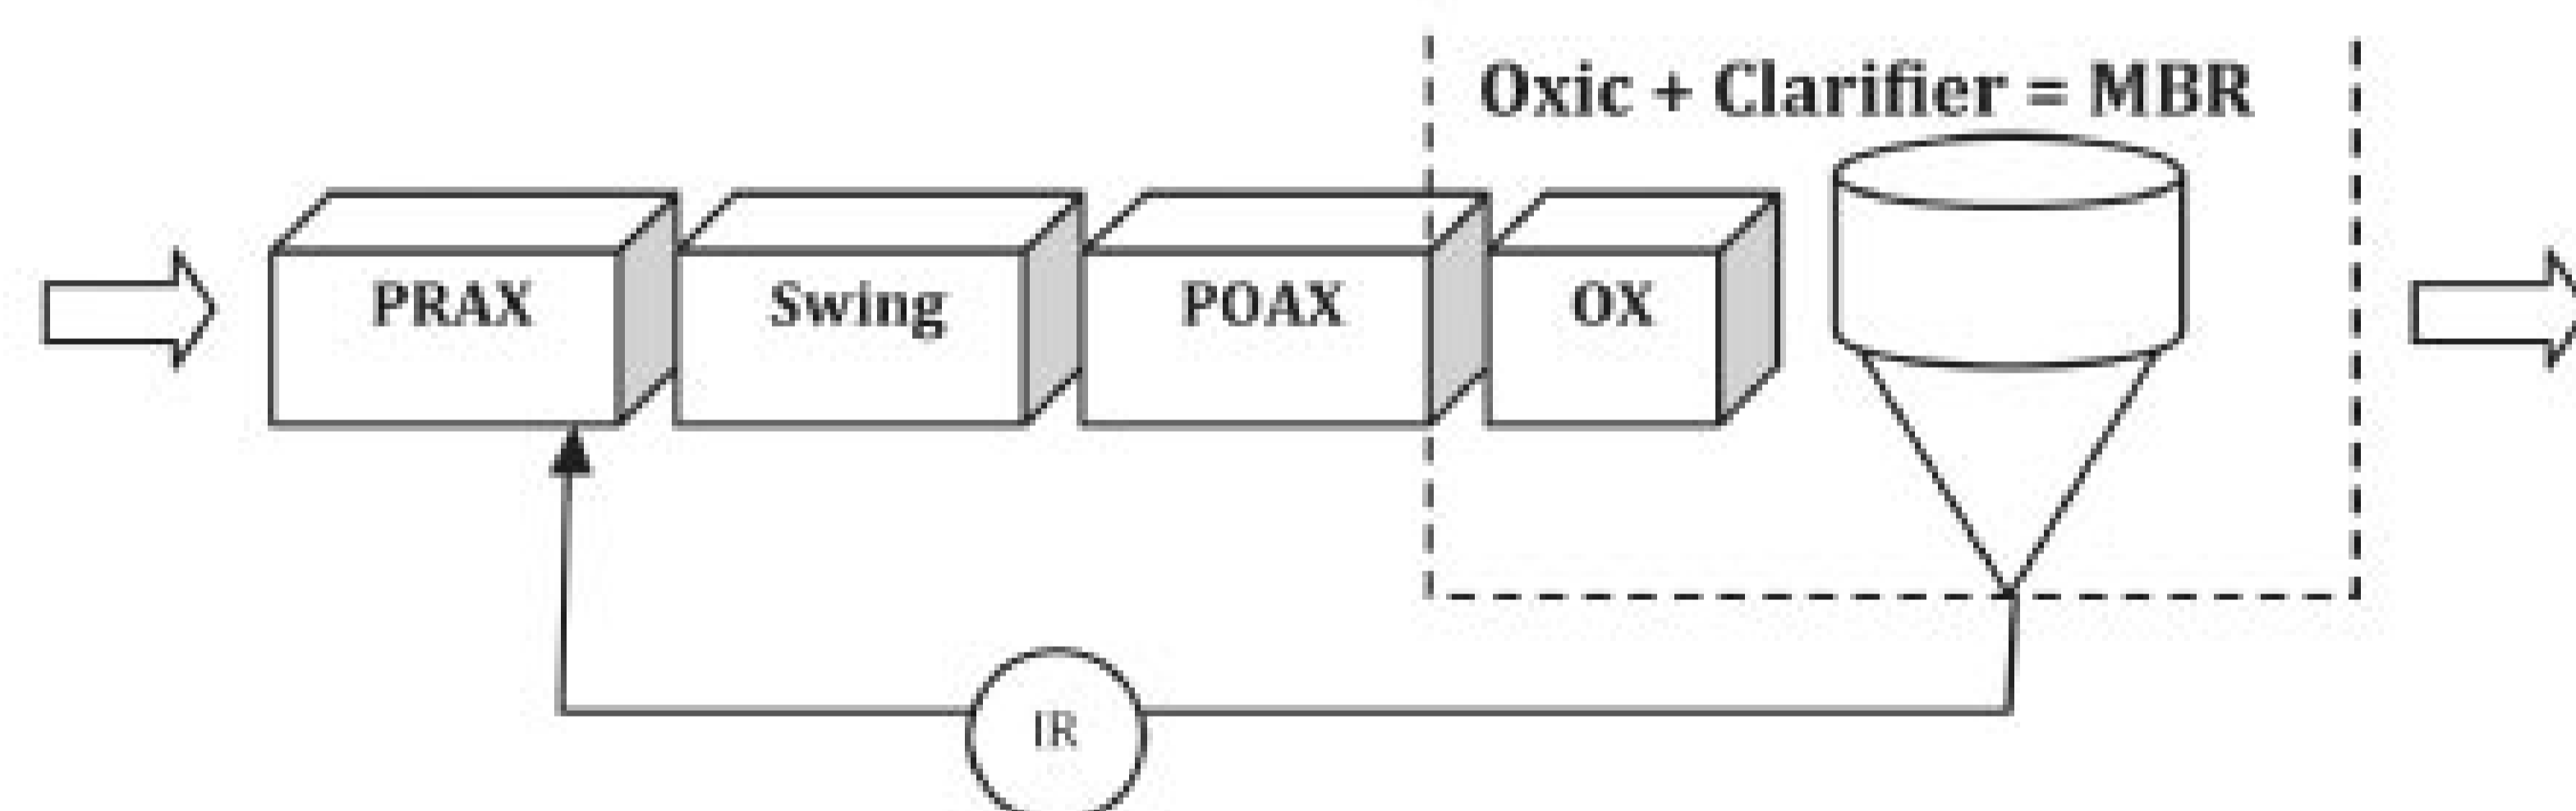 Oxic + Clarifier = MBR
PRAX
Swing
POAX
OX
IR